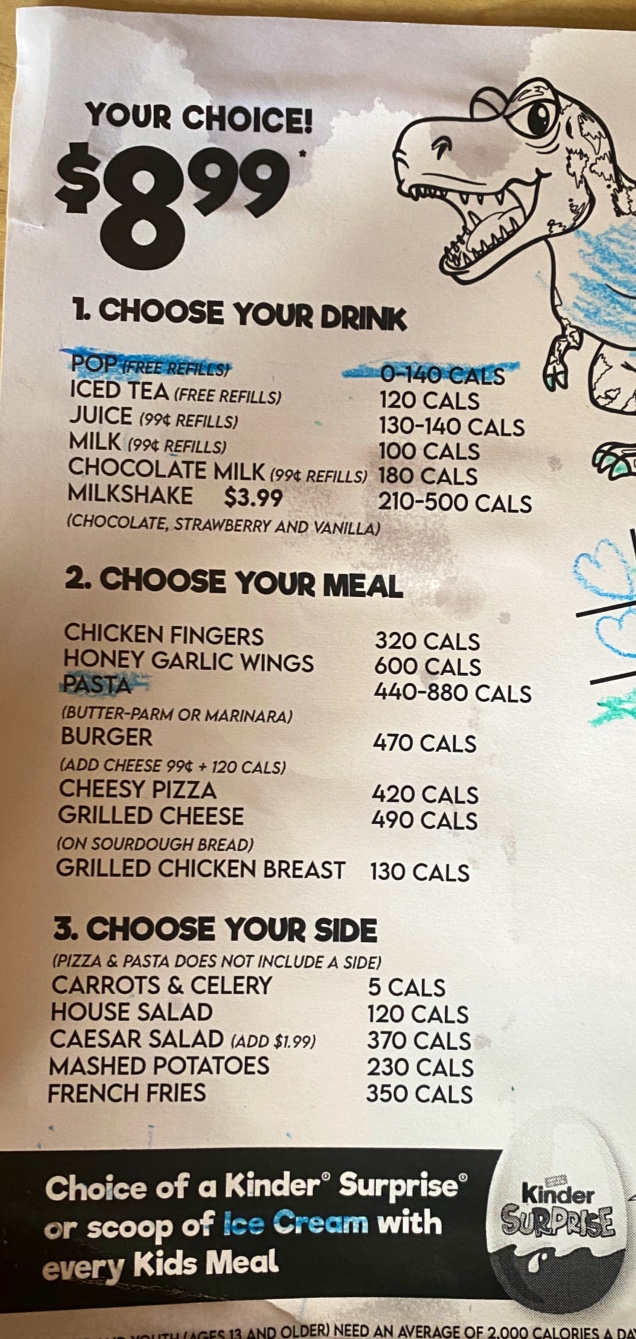 YOUR CHOICE!
$8.99*
1. CHOOSE YOUR DRINK
POP (FREE REFILLS) 0-140 CALS
ICED TEA (FREE REFILLS) 120 CALS
JUICE (99¢ REFILLS) 130-140 CALS
MILK (99¢ REFILLS) 100 CALS
CHOCOLATE MILK (99¢ REFILLS) 180 CALS
MILKSHAKE $3.99 210-500 CALS
(CHOCOLATE, STRAWBERRY AND VANILLA)
2. CHOOSE YOUR MEAL
CHICKEN FINGERS 320 CALS
HONEY GARLIC WINGS 600 CALS
PASTA 440-880 CALS
(BUTTER-PARM OR MARINARA)
BURGER 470 CALS
(ADD CHEESE 99¢ + 120 CALS)
CHEESY PIZZA 420 CALS
GRILLED CHEESE 490 CALS
(ON SOURDOUGH BREAD)
GRILLED CHICKEN BREAST 130 CALS
3. CHOOSE YOUR SIDE
(PIZZA & PASTA DOES NOT INCLUDE A SIDE)
CARROTS & CELERY 5 CALS
HOUSE SALAD 120 CALS
CAESAR SALAD (ADD $1.99) 370 CALS
MASHED POTATOES 230 CALS
FRENCH FRIES 350 CALS
Choice of a Kinder® Surprise®
or scoop of Ice Cream with
every Kids Meal
Kinder
SURPRISE
YOUTH (AGES 13 AND OLDER) NEED AN AVERAGE OF 2,000 CALORIES A